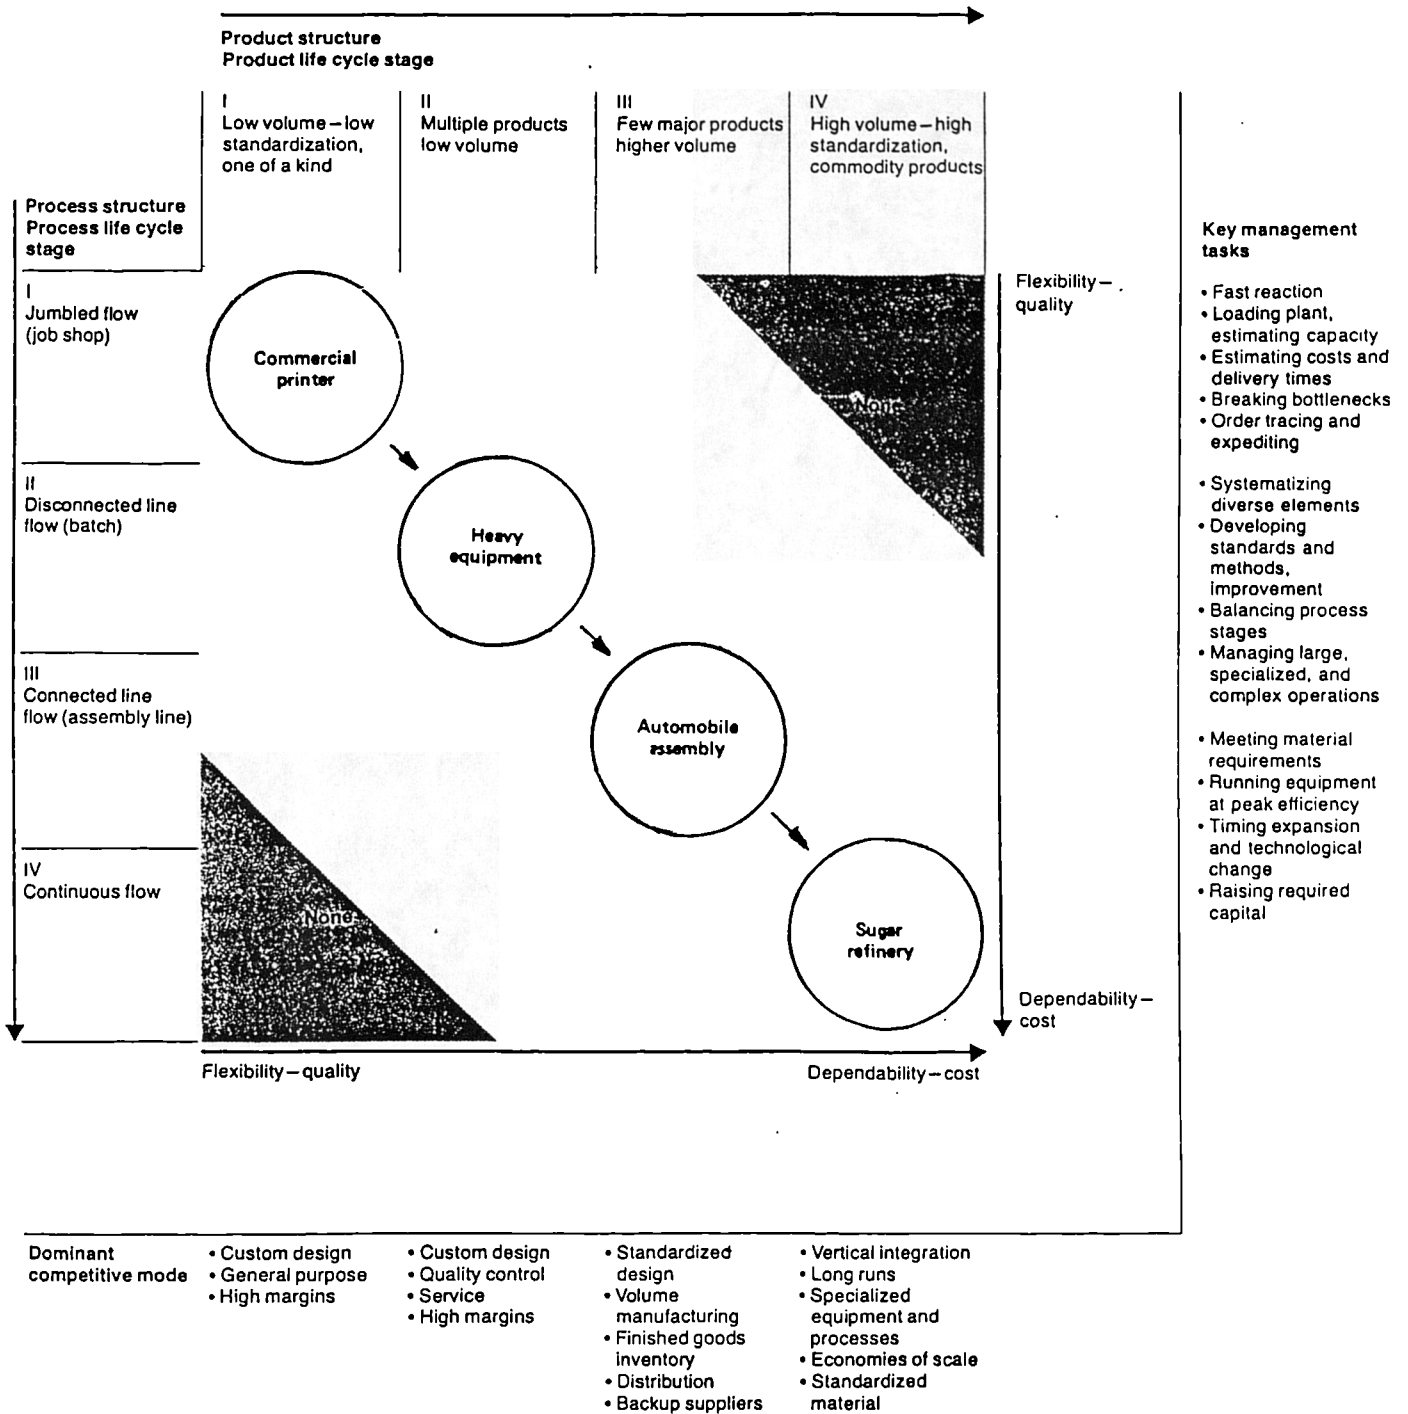 Product structure
Product life cycle stage
I
Low volume – low
standardization,
one of a kind
II
Multiple products
low volume
III
Few major products
higher volume
IV
High volume – high
standardization,
commodity products
Process structure
Process life cycle
stage
I
Jumbled flow
(job shop)
II
Disconnected line
flow (batch)
III
Connected line
flow (assembly line)
IV
Continuous flow
Commercial
printer
Heavy
equipment
Automobile
assembly
Sugar
refinery
None
None
Flexibility –
quality
Dependability –
cost
Flexibility – quality
Dependability – cost
Key management
tasks
• Fast reaction
• Loading plant,
estimating capacity
• Estimating costs and
delivery times
• Breaking bottlenecks
• Order tracing and
expediting
• Systematizing
diverse elements
• Developing
standards and
methods,
improvement
• Balancing process
stages
• Managing large,
specialized, and
complex operations
• Meeting material
requirements
• Running equipment
at peak efficiency
• Timing expansion
and technological
change
• Raising required
capital
Dominant
competitive mode
• Custom design
• General purpose
• High margins
• Custom design
• Quality control
• Service
• High margins
• Standardized
design
• Volume
manufacturing
• Finished goods
inventory
• Distribution
• Backup suppliers
• Vertical integration
• Long runs
• Specialized
equipment and
processes
• Economies of scale
• Standardized
material